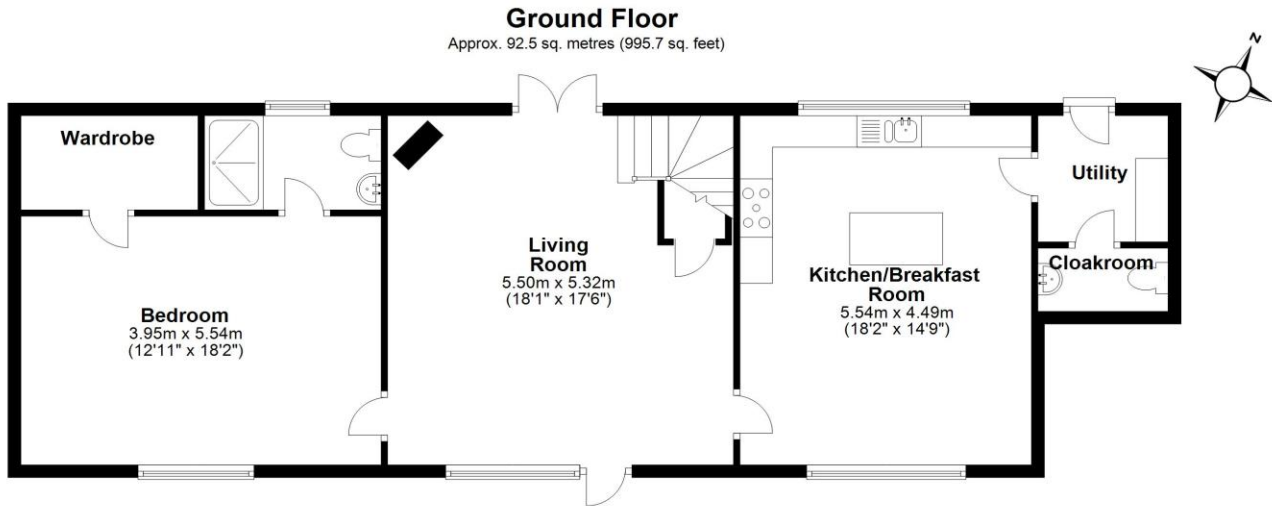 Ground Floor
Approx. 92.5 sq. metres (995.7 sq. feet)
N
Wardrobe
Bedroom
3.95m x 5.54m
(12'11" x 18'2")
Living
Room
5.50m x 5.32m
(18'1" x 17'6")
Kitchen/Breakfast
Room
5.54m x 4.49m
(18'2" x 14'9")
Utility
Cloakroom